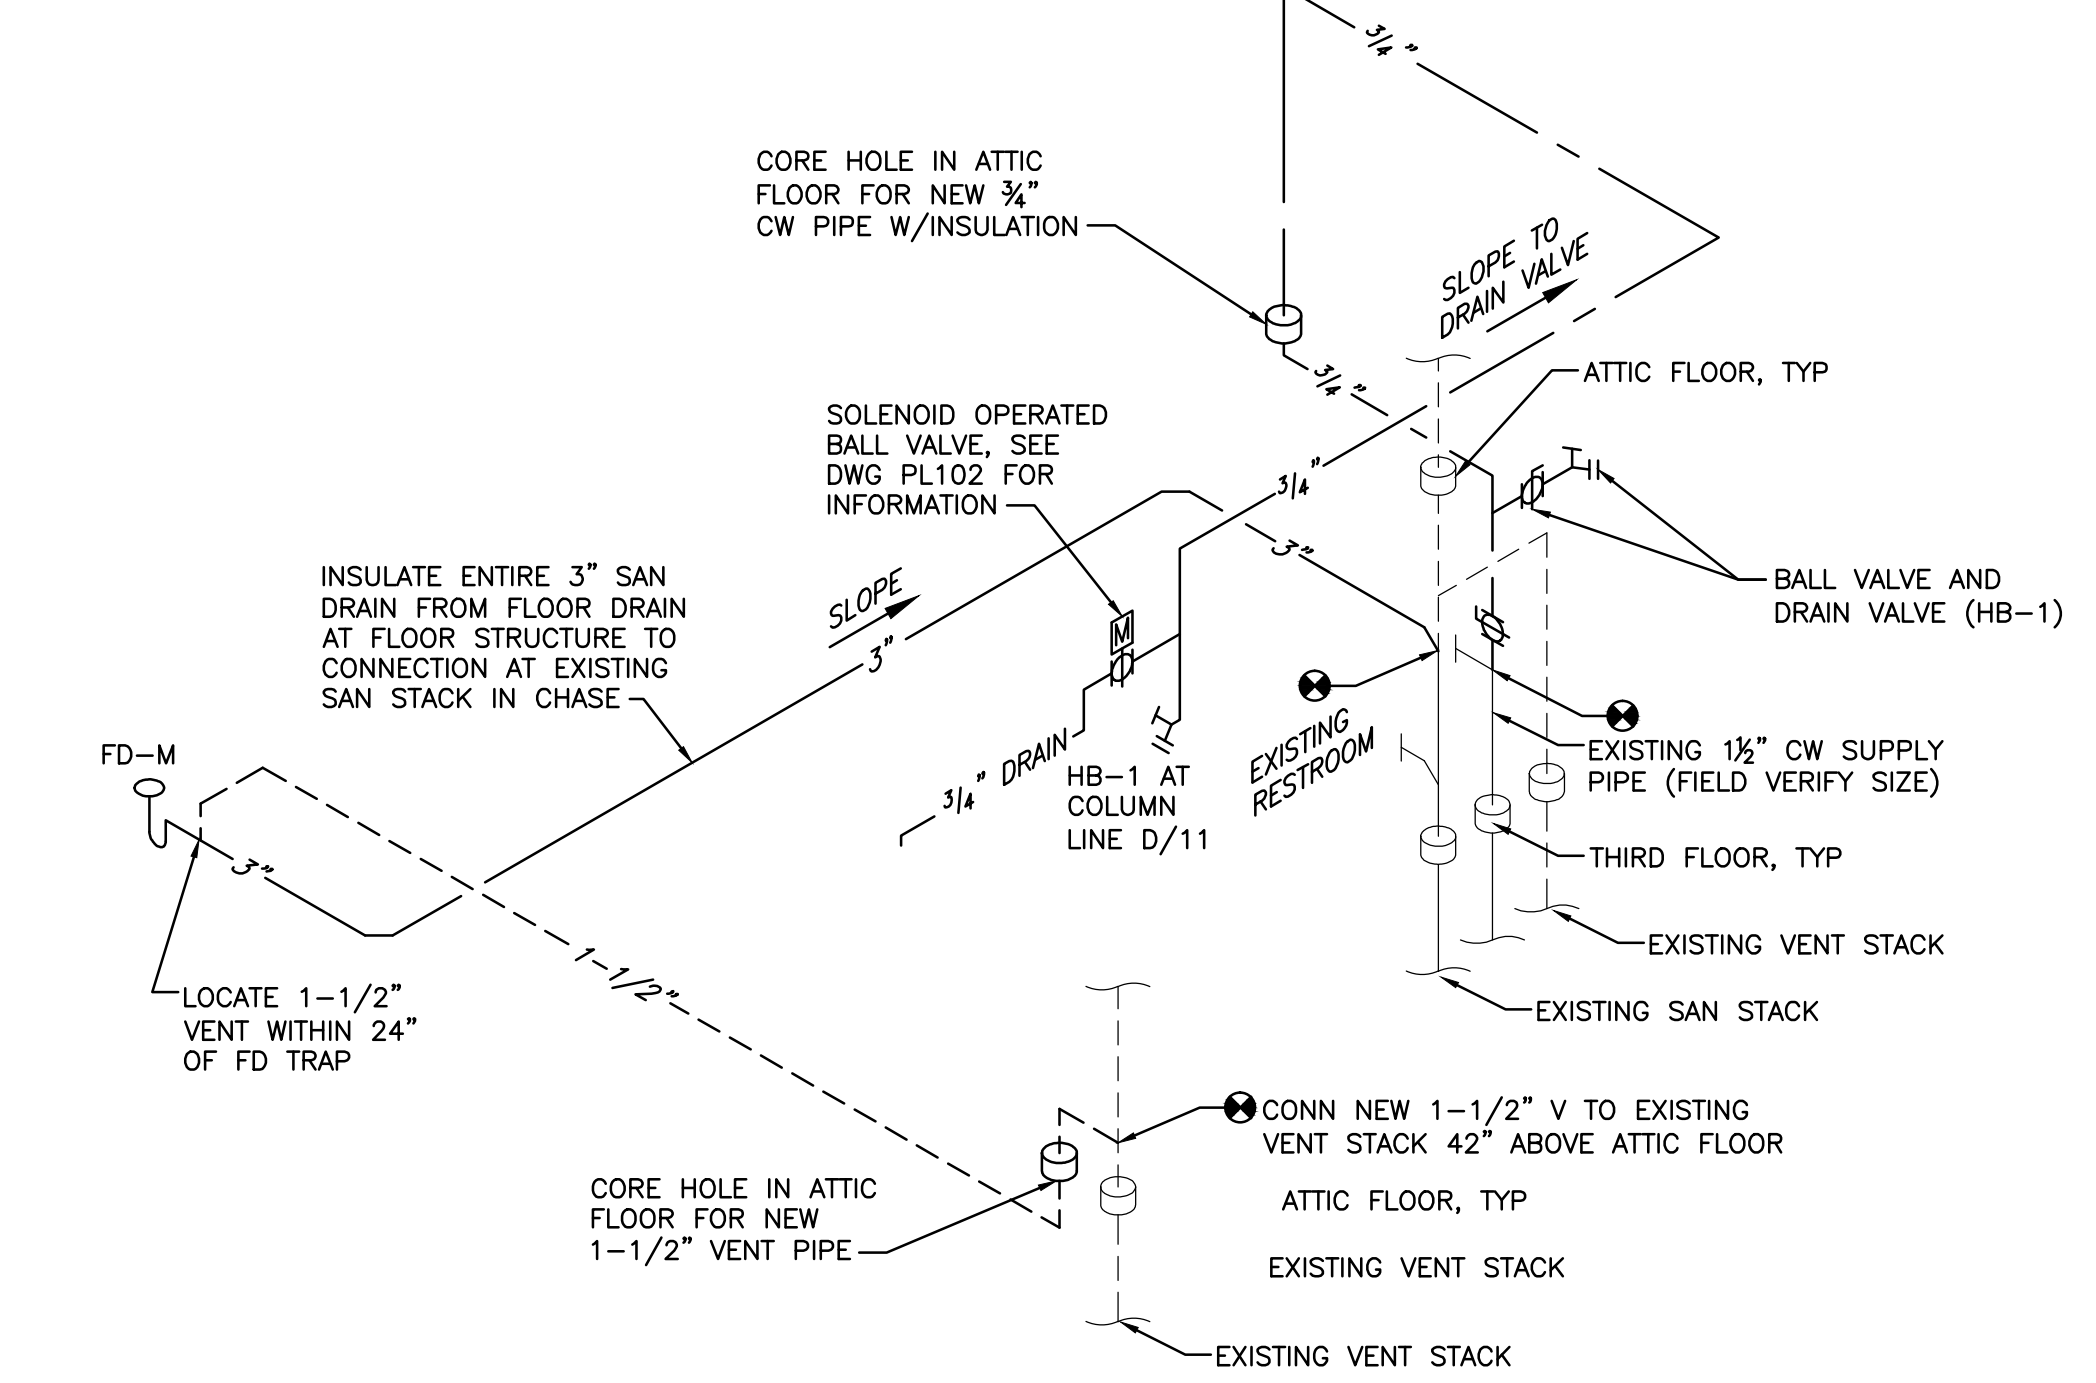 3/4”
CORE HOLE IN ATTIC
FLOOR FOR NEW ¾”
CW PIPE W/INSULATION
SLOPE TO
DRAIN VALVE
3/4”
ATTIC FLOOR, TYP
SOLENOID OPERATED
BALL VALVE, SEE
DWG PL102 FOR
INFORMATION
3/4”
3”
INSULATE ENTIRE 3” SAN
DRAIN FROM FLOOR DRAIN
AT FLOOR STRUCTURE TO
CONNECTION AT EXISTING
SAN STACK IN CHASE
SLOPE
3”
M
BALL VALVE AND
DRAIN VALVE (HB-1)
FD-M
3/4” DRAIN
HB-1 AT
COLUMN
LINE D/11
EXISTING
RESTROOM
EXISTING 1½” CW SUPPLY
PIPE (FIELD VERIFY SIZE)
3”
THIRD FLOOR, TYP
EXISTING VENT STACK
EXISTING SAN STACK
1-1/2”
LOCATE 1-1/2”
VENT WITHIN 24”
OF FD TRAP
CONN NEW 1-1/2” V TO EXISTING
VENT STACK 42” ABOVE ATTIC FLOOR
CORE HOLE IN ATTIC
FLOOR FOR NEW
1-1/2” VENT PIPE
ATTIC FLOOR, TYP
EXISTING VENT STACK
EXISTING VENT STACK